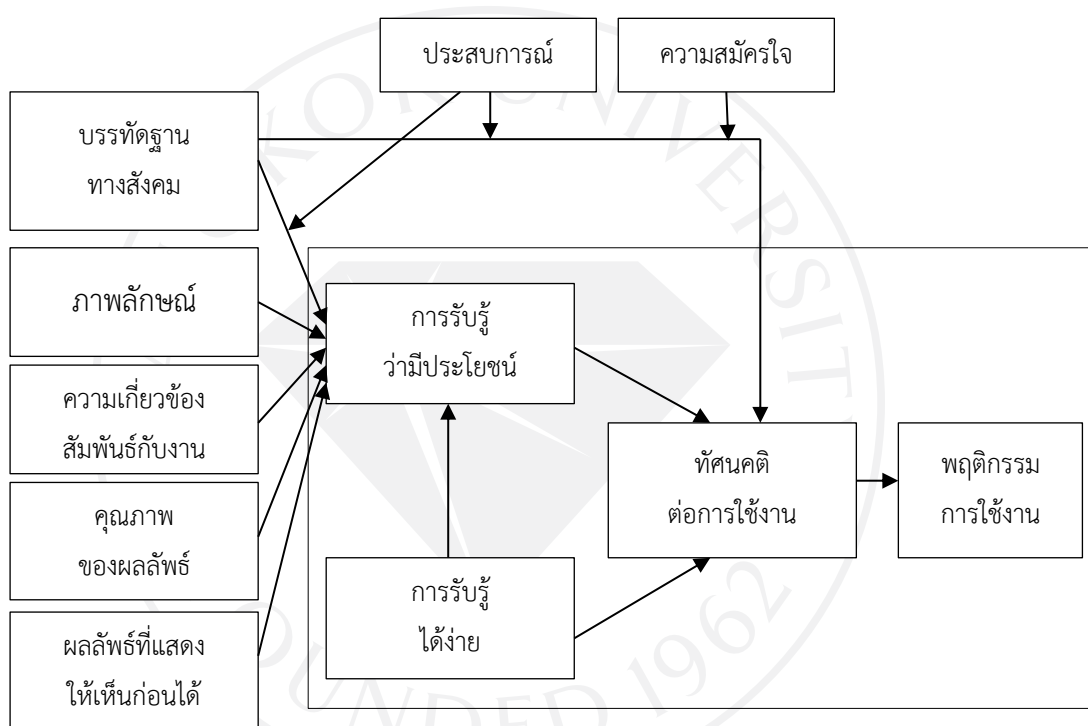 ประสบการณ์
ความสมัครใจ
บรรทัดฐาน
ทางสังคม
ภาพลักษณ์
การรับรู้
ว่ามีประโยชน์
ความเกี่ยวข้อง
สัมพันธ์กับงาน
ทัศนคติ
ต่อการใช้งาน
พฤติกรรม
การใช้งาน
คุณภาพ
ของผลลัพธ์
การรับรู้
ได้ง่าย
ผลลัพธ์ที่แสดง
ให้เห็นก่อนได้
KOK UNIVERSIT
OUNDED 1962